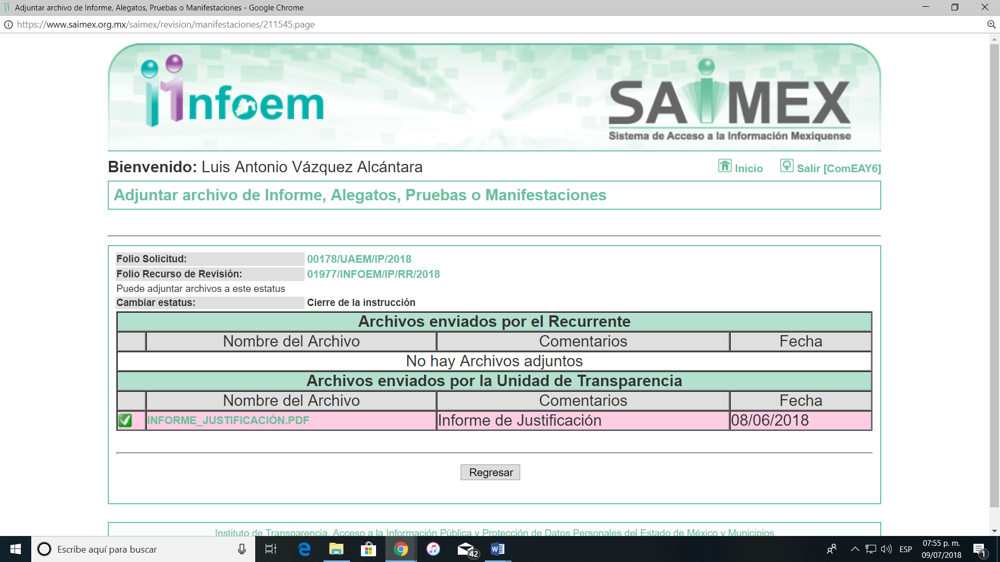 Adjuntar archivo de Informe, Alegatos, Pruebas o Manifestaciones - Google Chrome
https://www.saimex.org.mx/saimex/revision/manifestaciones/211545.page
infoem
SAIMEX
Sistema de Acceso a la Información Mexiquense
Bienvenido: Luis Antonio Vázquez Alcántara
Inicio Salir [ComEAY6]
Adjuntar archivo de Informe, Alegatos, Pruebas o Manifestaciones
Folio Solicitud: 00178/UAEM/IP/2018
Folio Recurso de Revisión: 01977/INFOEM/IP/RR/2018
Puede adjuntar archivos a este estatus
Cambiar estatus: Cierre de la instrucción
Archivos enviados por el Recurrente
Nombre del Archivo Comentarios Fecha
No hay Archivos adjuntos
Archivos enviados por la Unidad de Transparencia
Nombre del Archivo Comentarios Fecha
INFORME_JUSTIFICACIÓN.PDF Informe de Justificación 08/06/2018
Regresar
Instituto de Transparencia, Acceso a la Información Pública y Protección de Datos Personales del Estado de México y Municipios
Escribe aquí para buscar
42
ESP
07:55 p. m.
09/07/2018
1